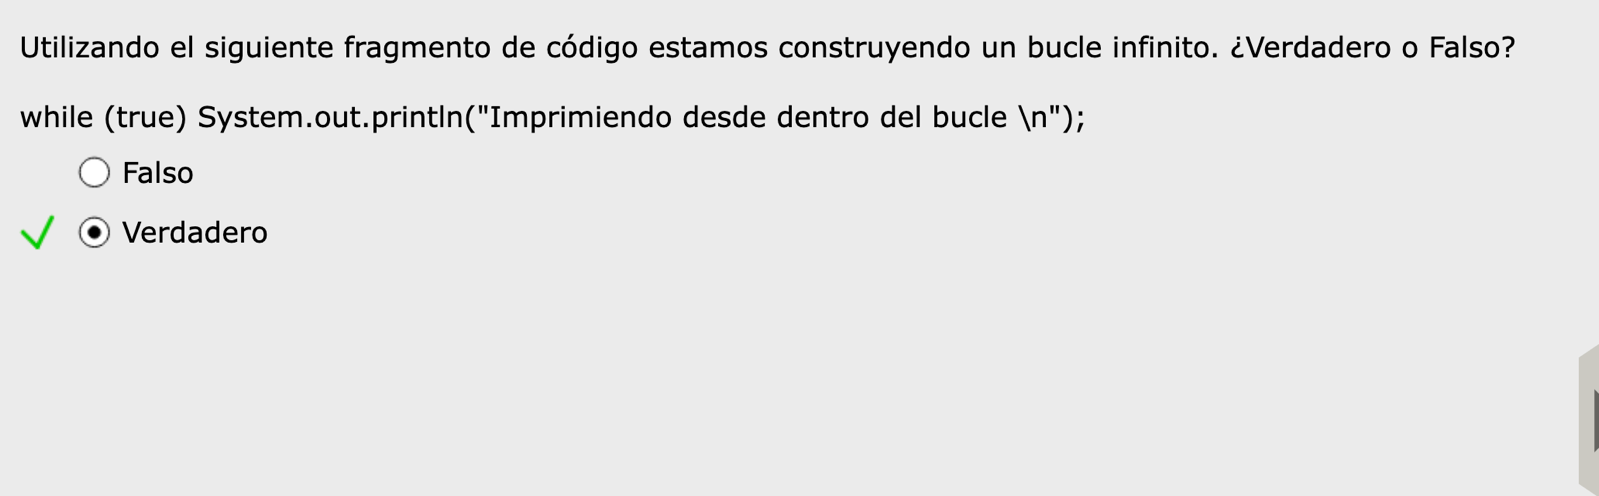 Utilizando el siguiente fragmento de código estamos construyendo un bucle infinito. ¿Verdadero o Falso?
while (true) System.out.println("Imprimiendo desde dentro del bucle \n");
Falso
Verdadero